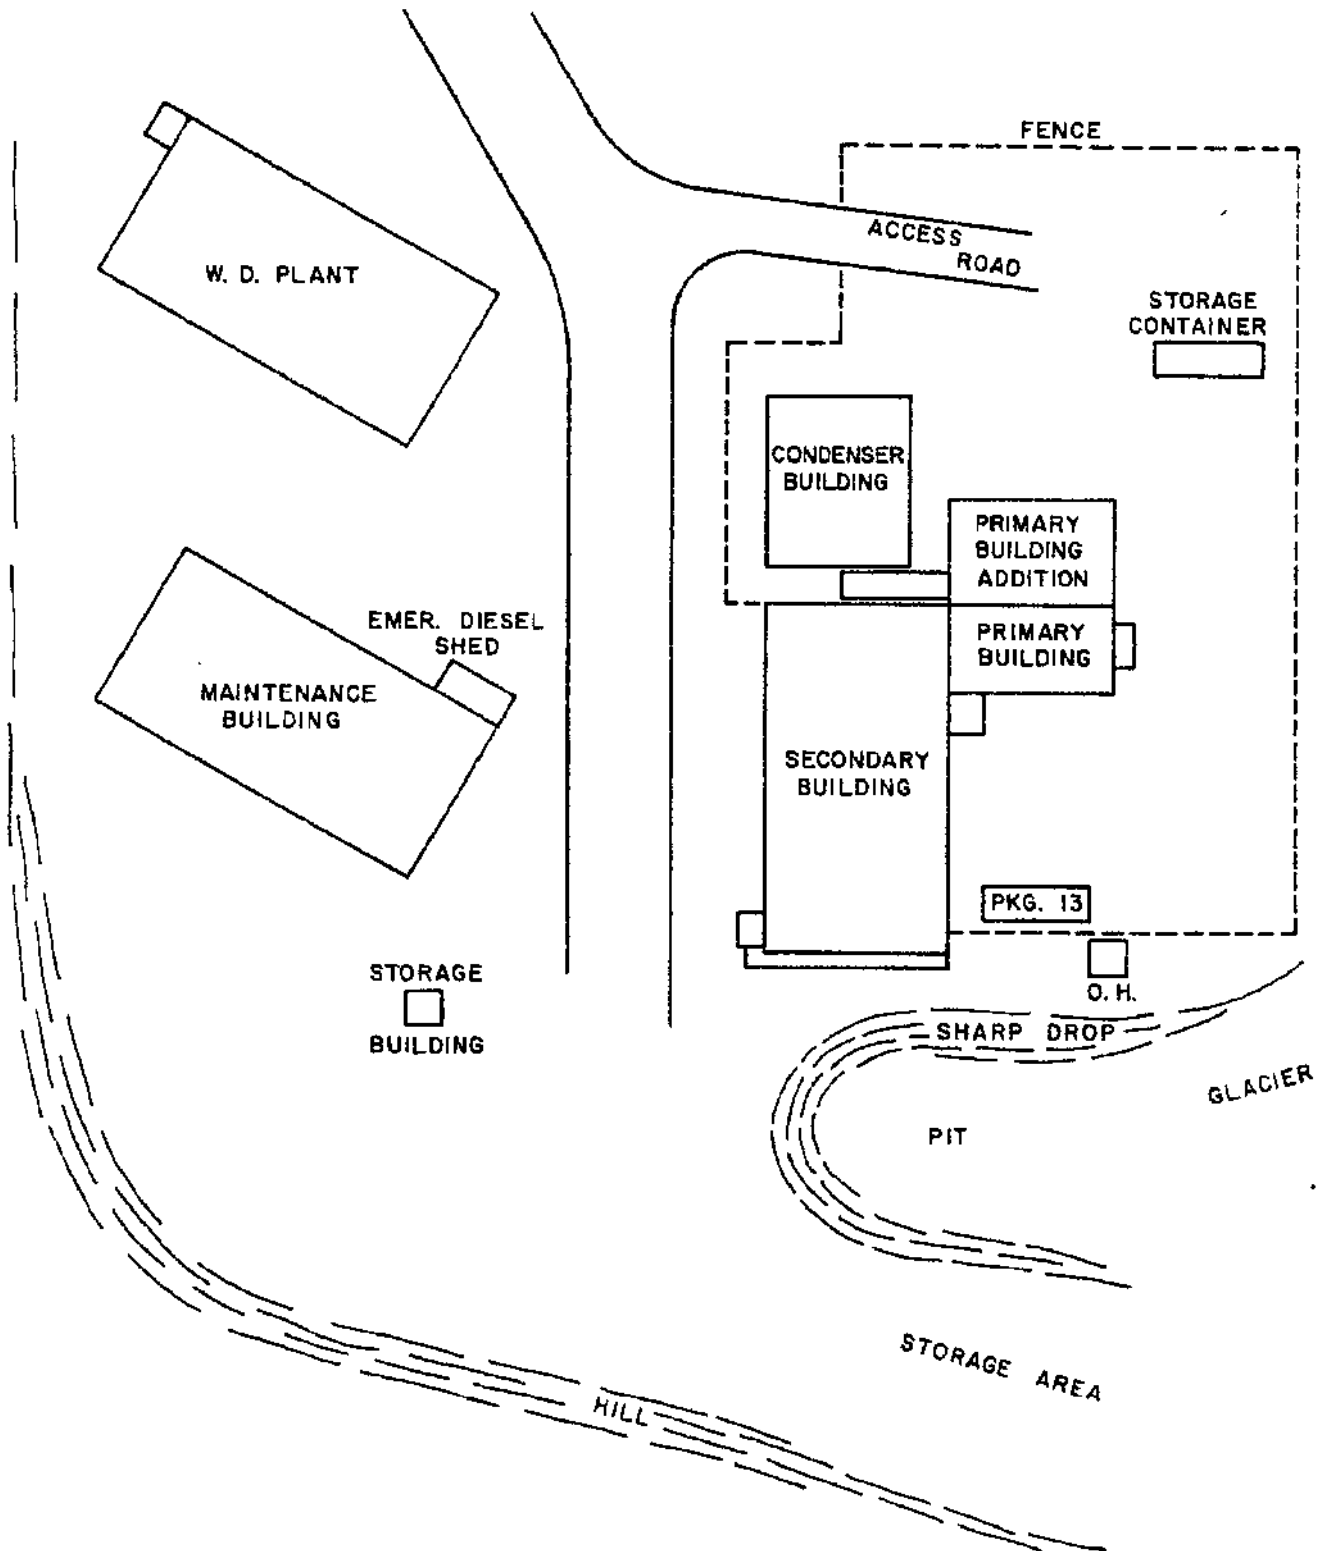 FENCE
ACCESS
ROAD
W. D. PLANT
STORAGE
CONTAINER
CONDENSER
BUILDING
PRIMARY
BUILDING
ADDITION
EMER. DIESEL
SHED
PRIMARY
BUILDING
MAINTENANCE
BUILDING
SECONDARY
BUILDING
PKG. 13
STORAGE
BUILDING
O. H.
SHARP DROP
GLACIER
PIT
STORAGE AREA
HILL